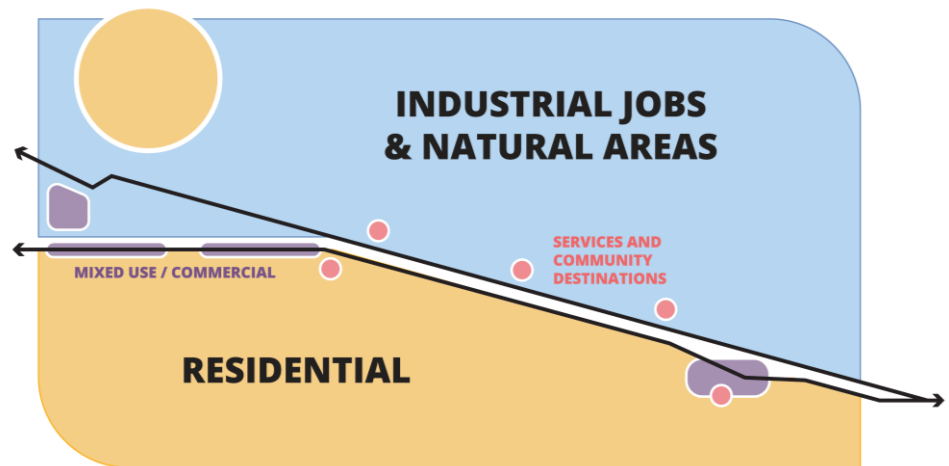 INDUSTRIAL JOBS
& NATURAL AREAS
SERVICES AND
COMMUNITY
DESTINATIONS
MIXED USE / COMMERCIAL
RESIDENTIAL